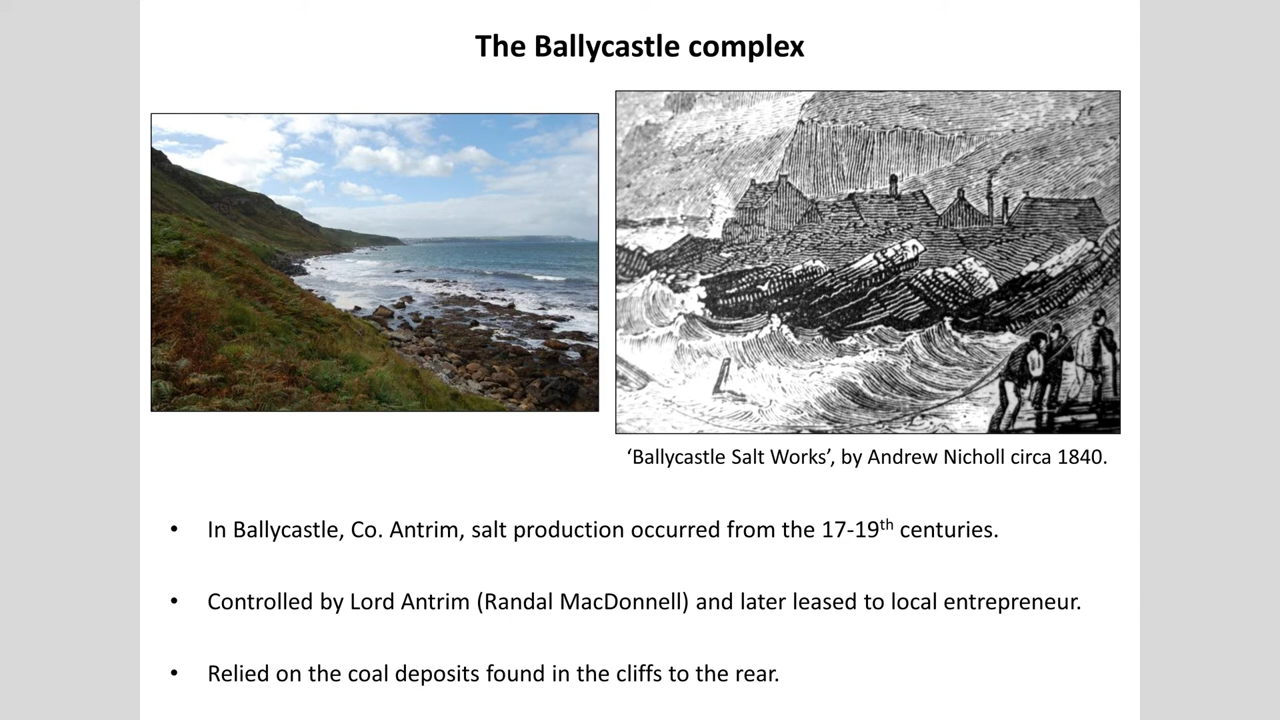 The Ballycastle complex
‘Ballycastle Salt Works’, by Andrew Nicholl circa 1840.
• In Ballycastle, Co. Antrim, salt production occurred from the 17-19th centuries.
• Controlled by Lord Antrim (Randal MacDonnell) and later leased to local entrepreneur.
• Relied on the coal deposits found in the cliffs to the rear.